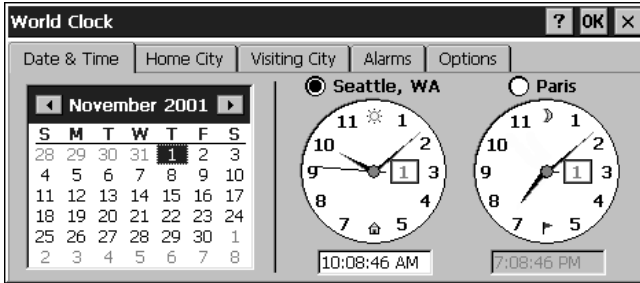 World Clock ? OK ×
Date & Time Home City Visiting City Alarms Options
November 2001
S M T W T F S
28 29 30 31 1 2 3
4 5 6 7 8 9 10
11 12 13 14 15 16 17
18 19 20 21 22 23 24
25 26 27 28 29 30 1
2 3 4 5 6 7 8
Seattle, WA
11 1
10 2
9 1 3
8 4
7 5
10:08:46 AM
Paris
11 1
10 2
9 1 3
8 4
7 5
7:08:46 PM